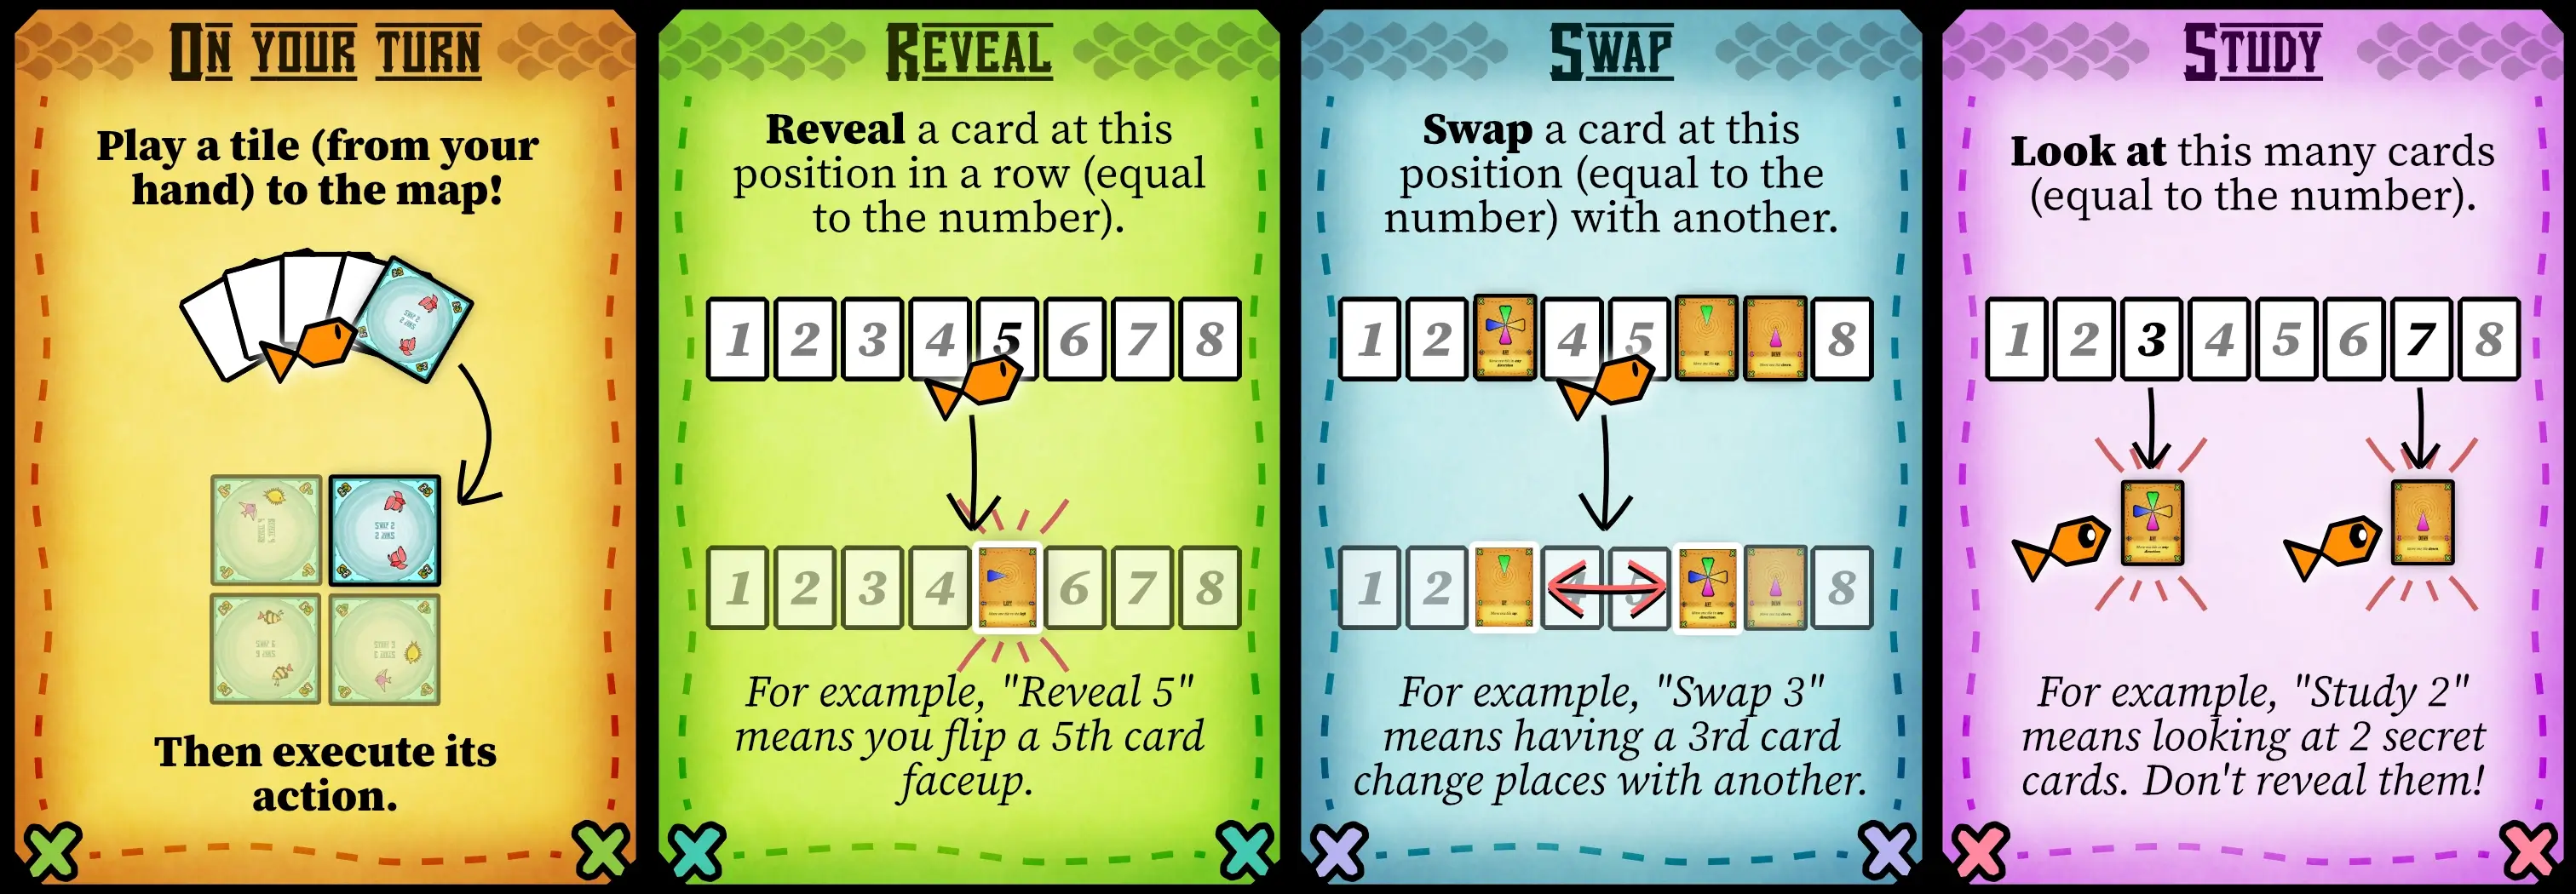 On your turn
Play a tile (from your
hand) to the map!
Then execute its
action.
Reveal
Reveal a card at this
position in a row (equal
to the number).
1 2 3 4 5 6 7 8
1 2 3 4 6 7 8
For example, "Reveal 5"
means you flip a 5th card
faceup.
Swap
Swap a card at this
position (equal to the
number) with another.
1 2 4 5 8
1 2 4 5 8
For example, "Swap 3"
means having a 3rd card
change places with another.
Study
Look at this many cards
(equal to the number).
1 2 3 4 5 6 7 8
For example, "Study 2"
means looking at 2 secret
cards. Don't reveal them!